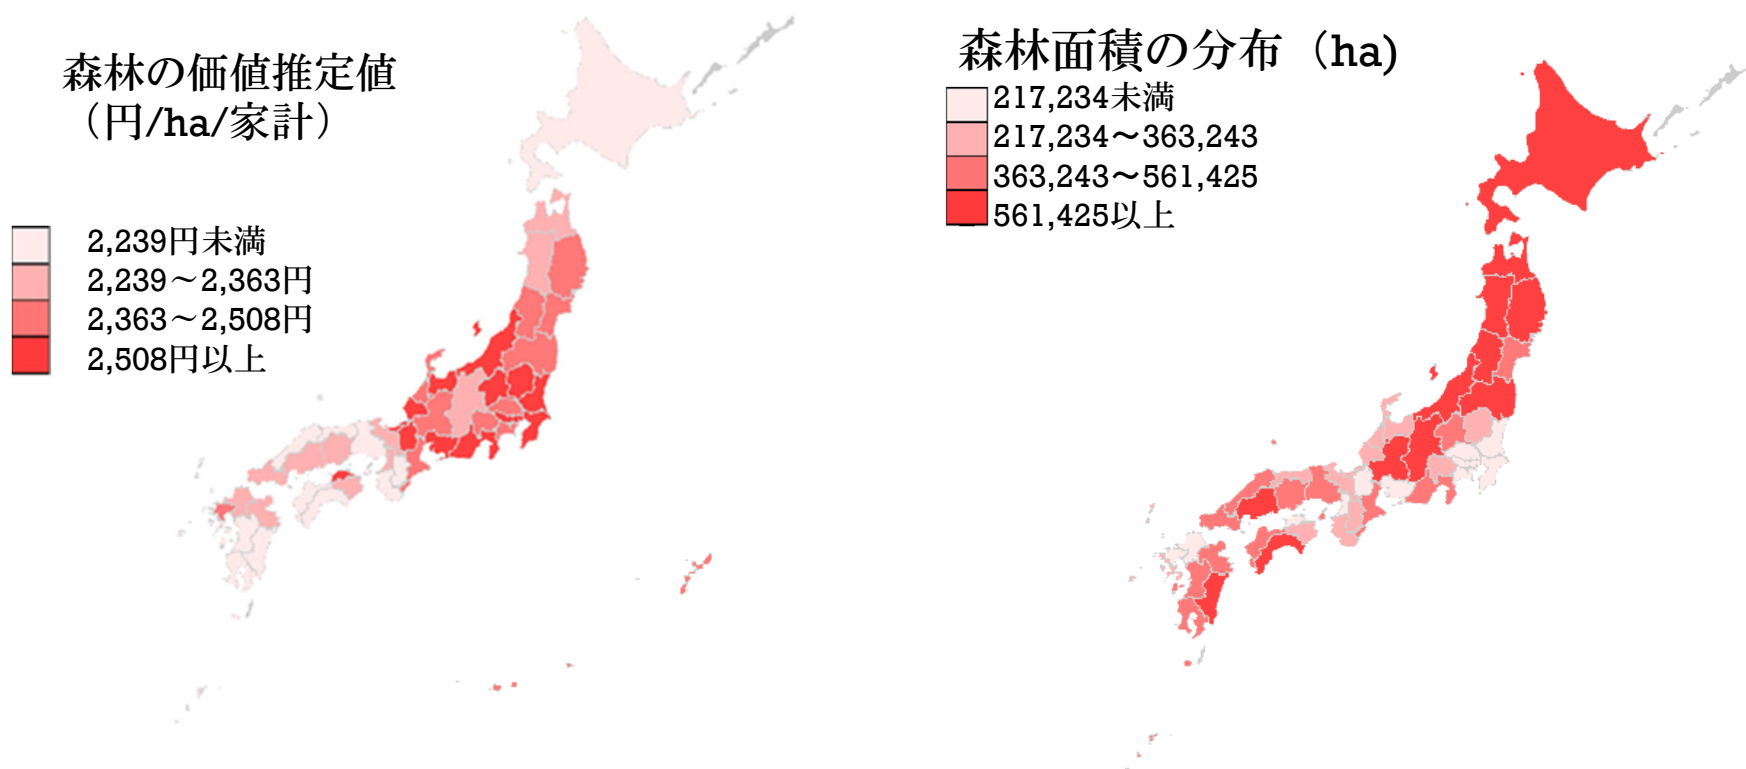 森林の価値推定値
（円/ha/家計）
2,239円未満
2,239～2,363円
2,363～2,508円
2,508円以上
森林面積の分布（ha)
217,234未満
217,234～363,243
363,243～561,425
561,425以上